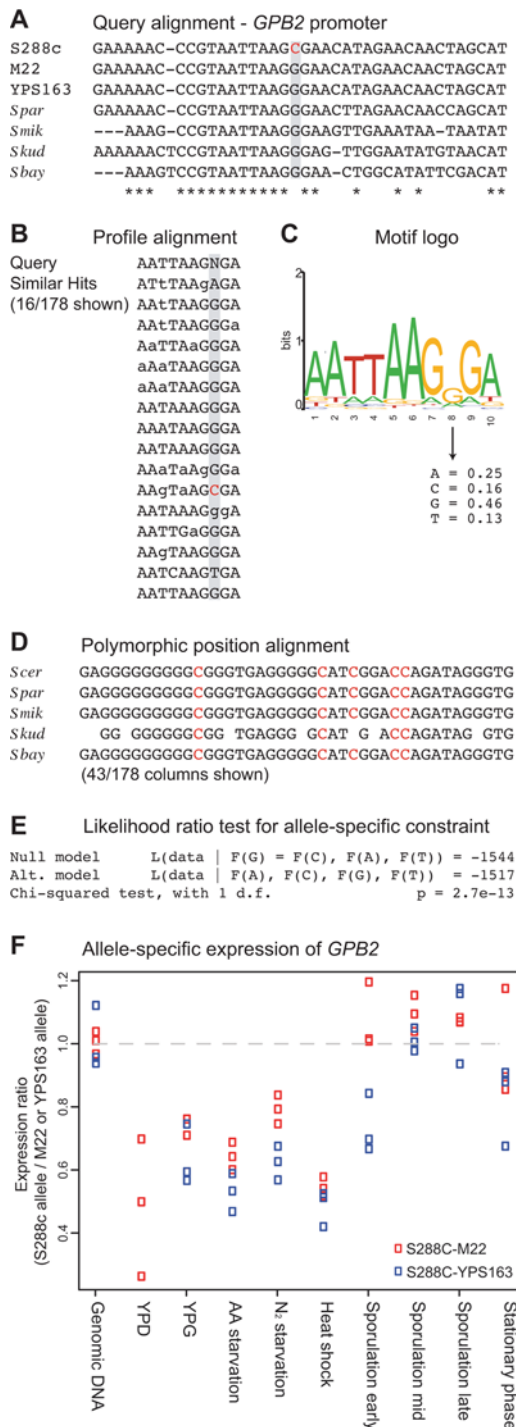 A Query alignment - GPB2 promoter
S288c GAAAAAC-CCGTAATTAAGCGAACATAGAACAACTAGCAT
M22 GAAAAAC-CCGTAATTAAGGGAACATAGAACAACTAGCAT
YPS163 GAAAAAC-CCGTAATTAAGGGAACATAGAACAACTAGCAT
Spar GAAAAAC-CCGTAATTAAGGGAACTTAGAACAACCAGCAT
Smik ---AAAG-CCGTAATTAAGGGAAGTTGAAATAA-TAATAT
Skud AAAAAACTCCGTAATTAAGGGAG-TTGGAATATGTAACAT
Sbay ---AAAGTCCGTAATTAAGGGAA-CTGGCATATTCGACAT
*** *********** ** * * * **
B Profile alignment
Query AATTAAGNGA
Similar Hits ATtTAAgAGA
(16/178 shown) AAtTAAGGGA
AAtTAAGGGa
AaTTAaGGGA
aAaTAAGGGA
aAaTAAGGGA
AATAAAGGGA
AAATAAGGGA
AATAAAGGGA
AAaTaAgGGa
AAgTaAGCGA
AATAAAGggA
AATTGaGGGA
AAgTAAGGGA
AATCAAGTGA
AATTAAGGGA
C Motif logo
2
1
0
bits
AATTAAGGGA
1 2 3 4 5 6 7 8 9 10
A = 0.25
C = 0.16
G = 0.46
T = 0.13
D Polymorphic position alignment
Scer GAGGGGGGGGGCGGGTGAGGGGGCATCGGACCAGATAGGGTG
Spar GAGGGGGGGGGCGGGTGAGGGGGCATCGGACCAGATAGGGTG
Smik GAGGGGGGGGGCGGGTGAGGGGGCATCGGACCAGATAGGGTG
Skud GG GGGGGGCGG TGAGGG GCAT G ACCAGATAG GTG
Sbay GAGGGGGGGGGCGGGTGAGGGGGCATCGGACCAGATAGGGTG
(43/178 columns shown)
E Likelihood ratio test for allele-specific constraint
Null model L(data | F(G) = F(C), F(A), F(T)) = -1544
Alt. model L(data | F(A), F(C), F(G), F(T)) = -1517
Chi-squared test, with 1 d.f. p = 2.7e-13
F Allele-specific expression of GPB2
Expression ratio
(S288c allele / M22 or YPS163 allele)
1.2
1.0
0.8
0.6
0.4
S288C-M22
S288C-YPS163
Genomic DNA
YPD
YPG
AA starvation
N2 starvation
Heat shock
Sporulation early
Sporulation mid
Sporulation late
Stationary phase